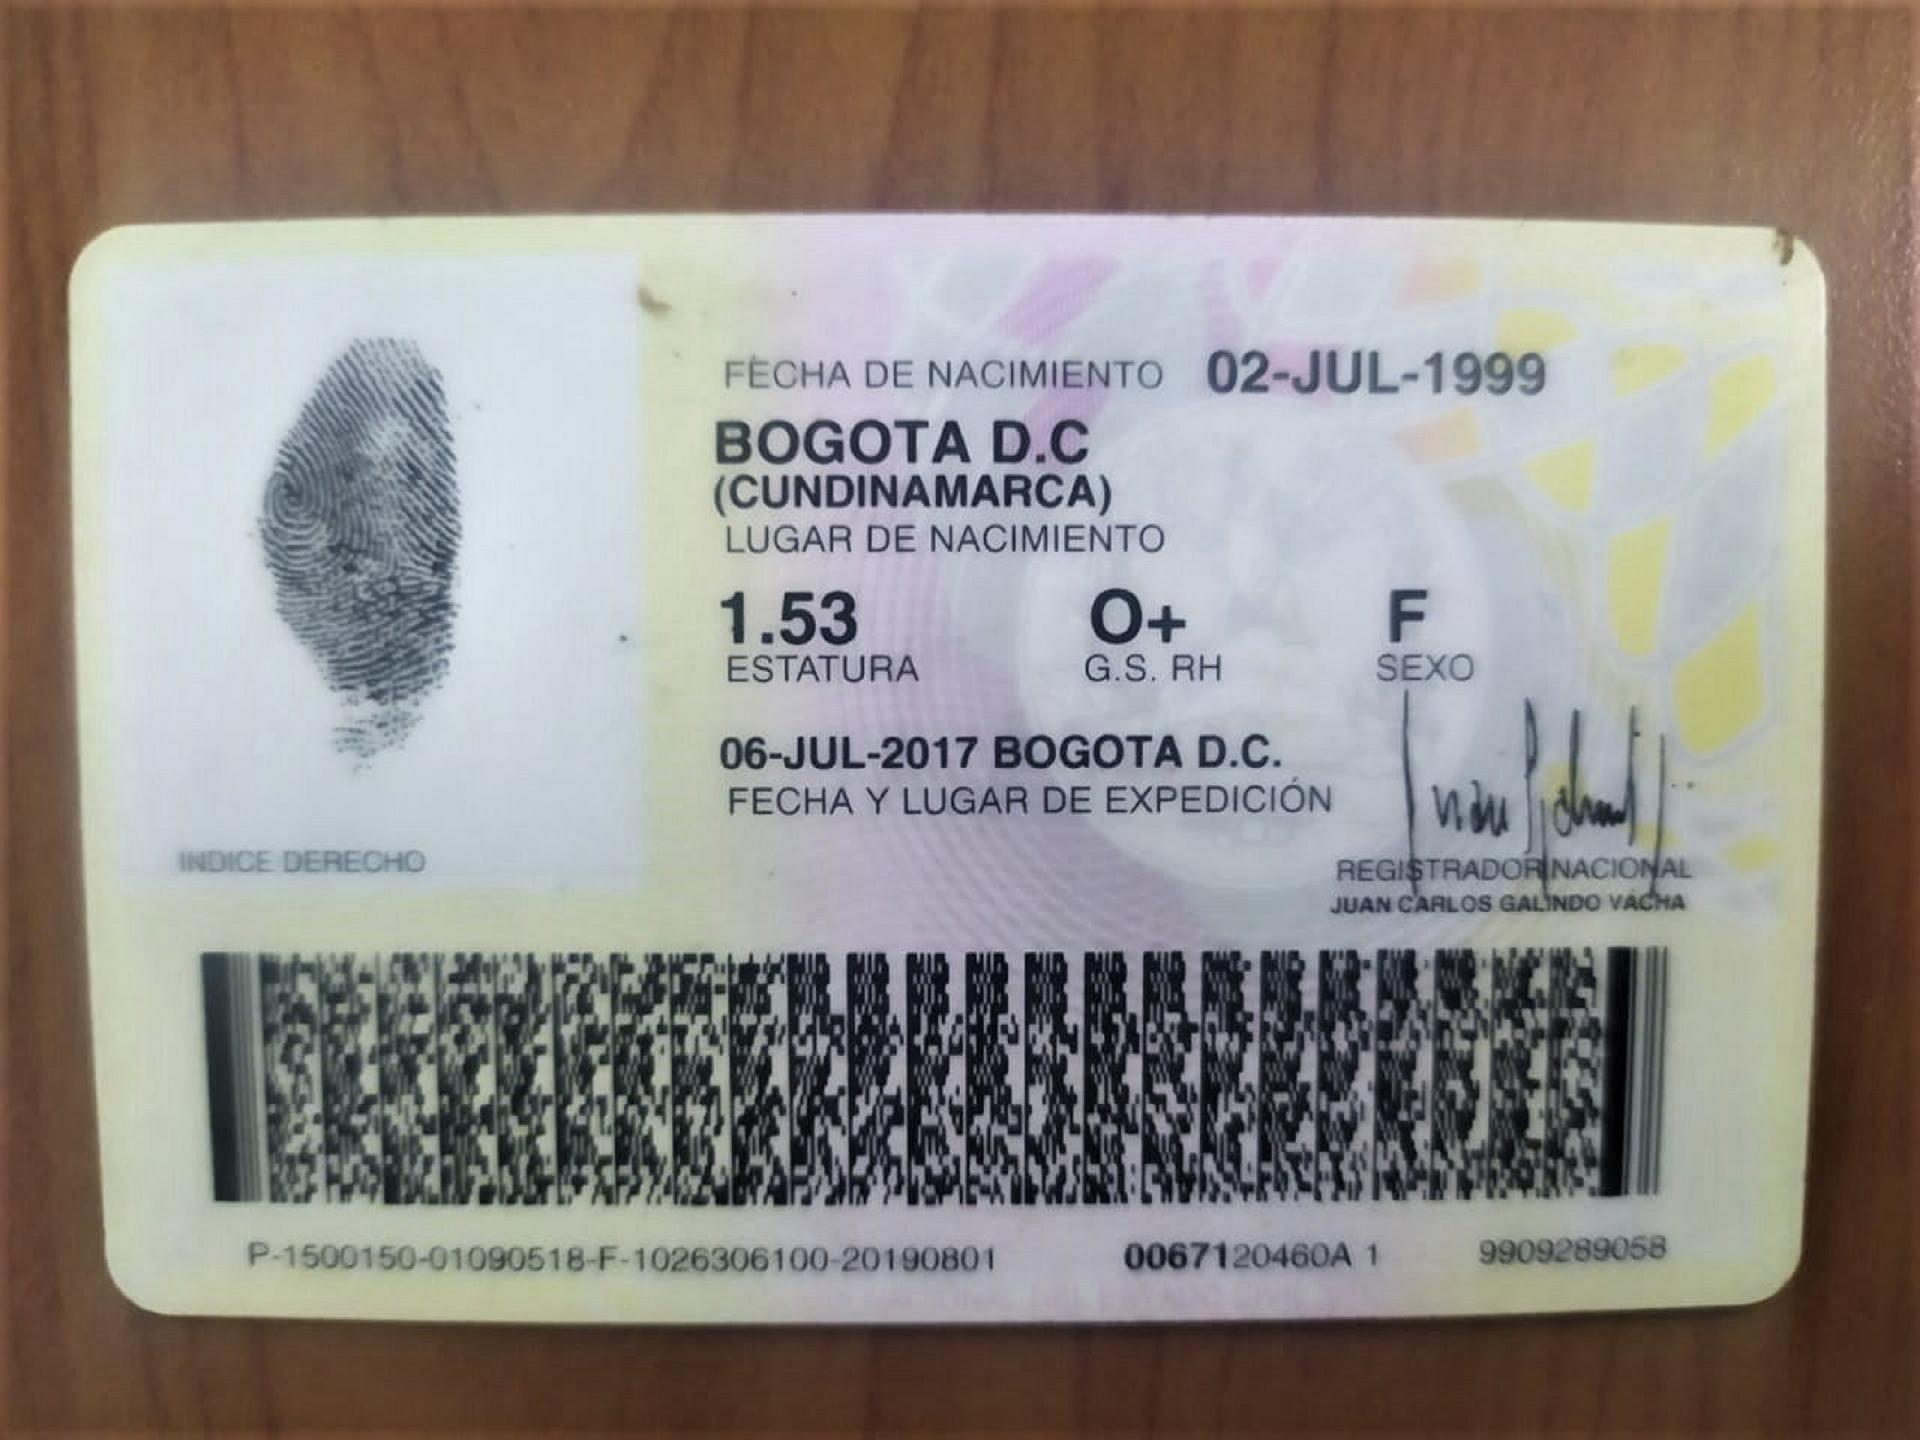 FECHA DE NACIMIENTO 02-JUL-1999
BOGOTA D.C
(CUNDINAMARCA)
LUGAR DE NACIMIENTO
1.53 O+ F
ESTATURA G.S. RH SEXO
06-JUL-2017 BOGOTA D.C.
FECHA Y LUGAR DE EXPEDICIÓN
INDICE DERECHO
REGISTRADOR NACIONAL
JUAN CARLOS GALINDO VACHA
P-1500150-01090518-F-1026306100-20190801 0067120460A 1 9909289058